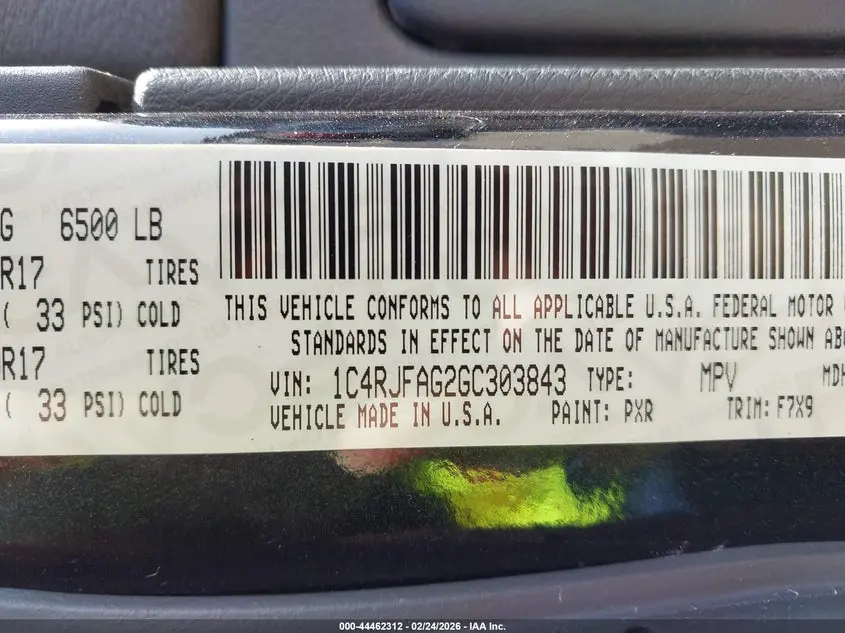 G 6500 LB
R17 TIRES
( 33 PSI) COLD
R17 TIRES
( 33 PSI) COLD
THIS VEHICLE CONFORMS TO ALL APPLICABLE U.S.A. FEDERAL MOTOR
STANDARDS IN EFFECT ON THE DATE OF MANUFACTURE SHOWN ABO
VIN: 1C4RJFAG2GC303843 TYPE: MPV MDH
VEHICLE MADE IN U.S.A. PAINT: PXR TRIM: F7X9
000-44462312 - 02/24/2026 - IAA Inc.